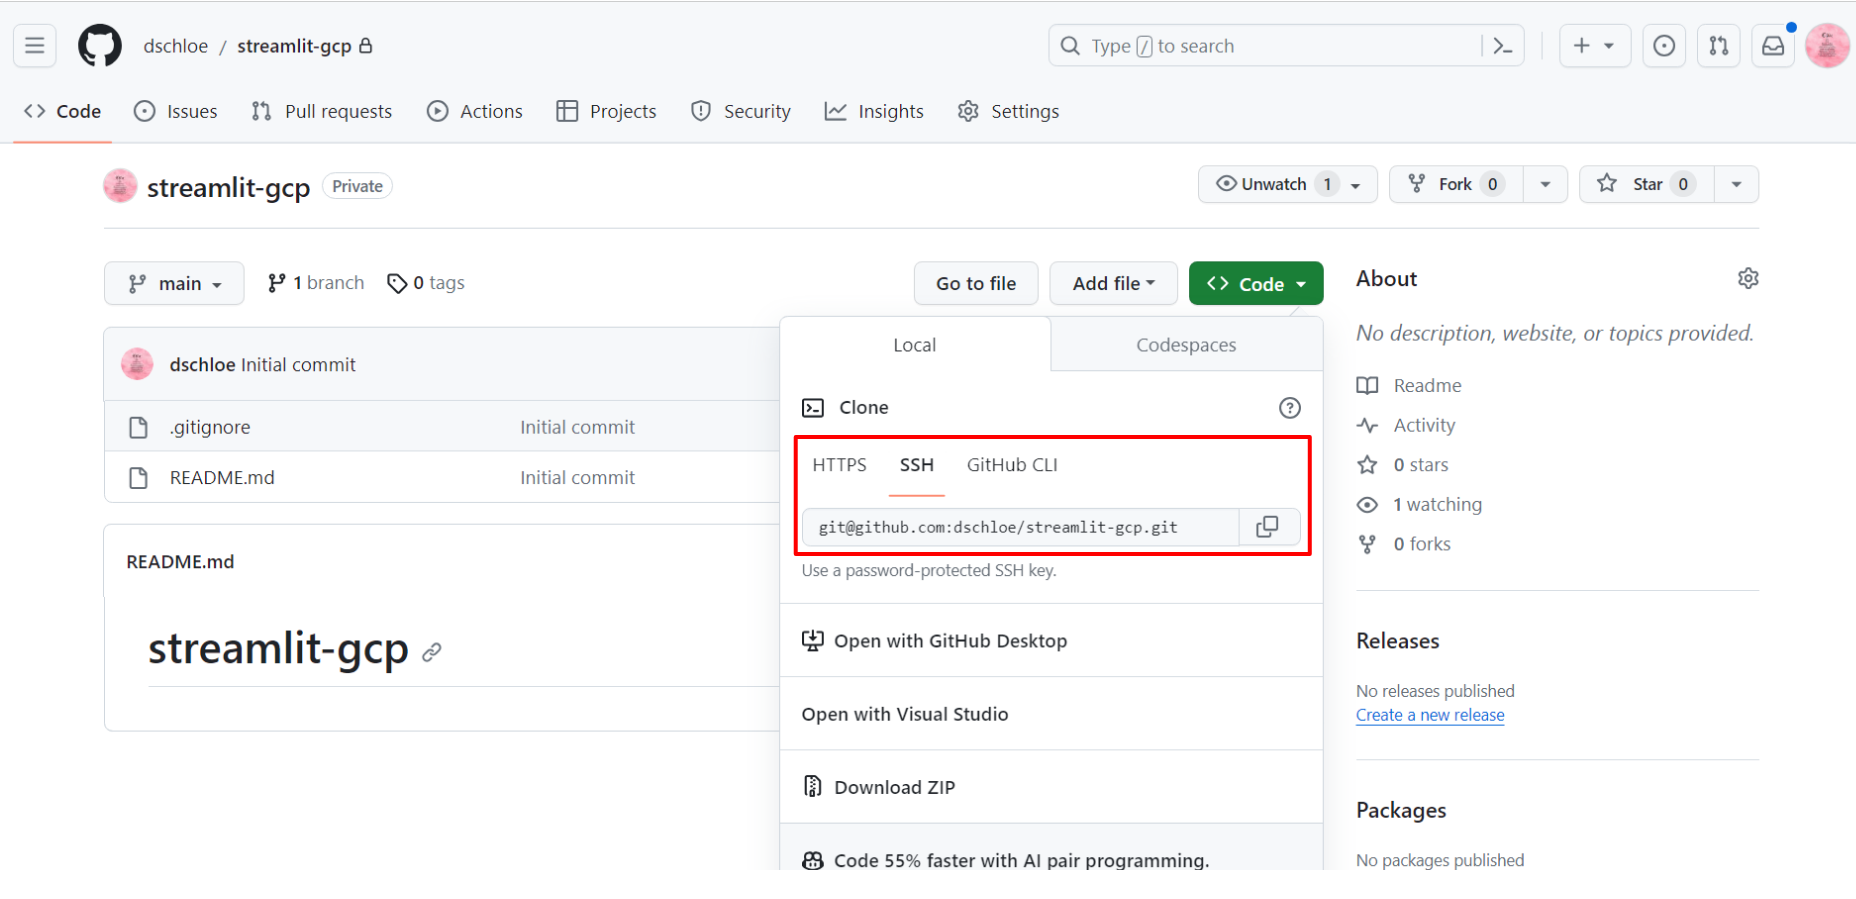 dschloe / streamlit-gcp
Type / to search
Code
Issues
Pull requests
Actions
Projects
Security
Insights
Settings
streamlit-gcp
Private
Unwatch 1
Fork 0
Star 0
main
1 branch
0 tags
Go to file
Add file
Code
dschloe Initial commit
.gitignore
Initial commit
README.md
Initial commit
README.md
streamlit-gcp
Local
Codespaces
Clone
HTTPS
SSH
GitHub CLI
git@github.com:dschloe/streamlit-gcp.git
Use a password-protected SSH key.
Open with GitHub Desktop
Open with Visual Studio
Download ZIP
Code 55% faster with AI pair programming.
About
No description, website, or topics provided.
Readme
Activity
0 stars
1 watching
0 forks
Releases
No releases published
Create a new release
Packages
No packages published